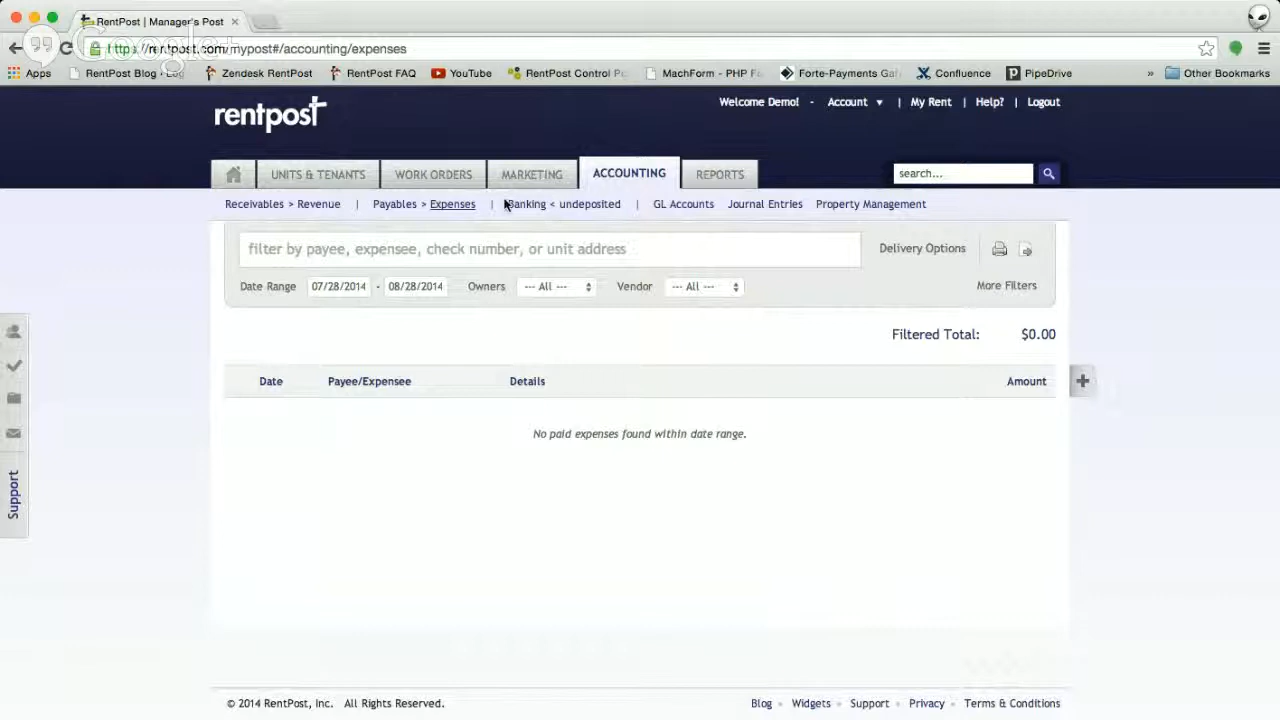 RentPost | Manager's Post ×
Google+
https://rentpost.com/mypost#/accounting/expenses
Apps RentPost Blog Zendesk RentPost RentPost FAQ YouTube RentPost Control MachForm - PHP Forte-Payments Confluence PipeDrive » Other Bookmarks
rentpost
Welcome Demo! - Account ▼ | My Rent | Help? | Logout
UNITS & TENANTS WORK ORDERS MARKETING ACCOUNTING REPORTS search...
Receivables > Revenue | Payables > Expenses | Banking < undeposited | GL Accounts Journal Entries Property Management
filter by payee, expensee, check number, or unit address Delivery Options
Date Range 07/28/2014 - 08/28/2014 Owners --- All --- Vendor --- All --- More Filters
Filtered Total: $0.00
Date Payee/Expensee Details Amount +
No paid expenses found within date range.
Support
© 2014 RentPost, Inc. All Rights Reserved. Blog Widgets Support Privacy Terms & Conditions